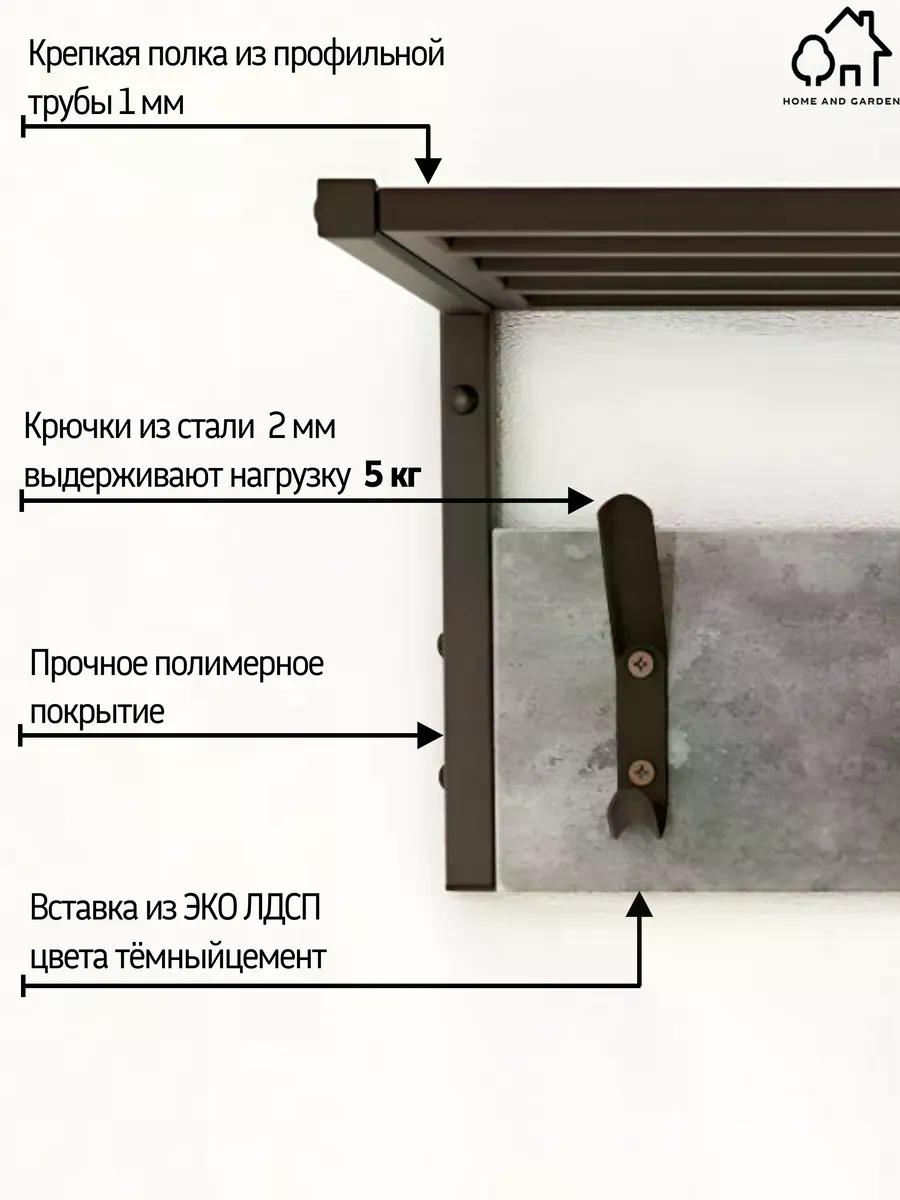 Крепкая полка из профильной
трубы 1 мм
HOME AND GARDEN
Крючки из стали 2 мм
выдерживают нагрузку 5 кг
Прочное полимерное
покрытие
Вставка из ЭКО ЛДСП
цвета тёмныйцемент